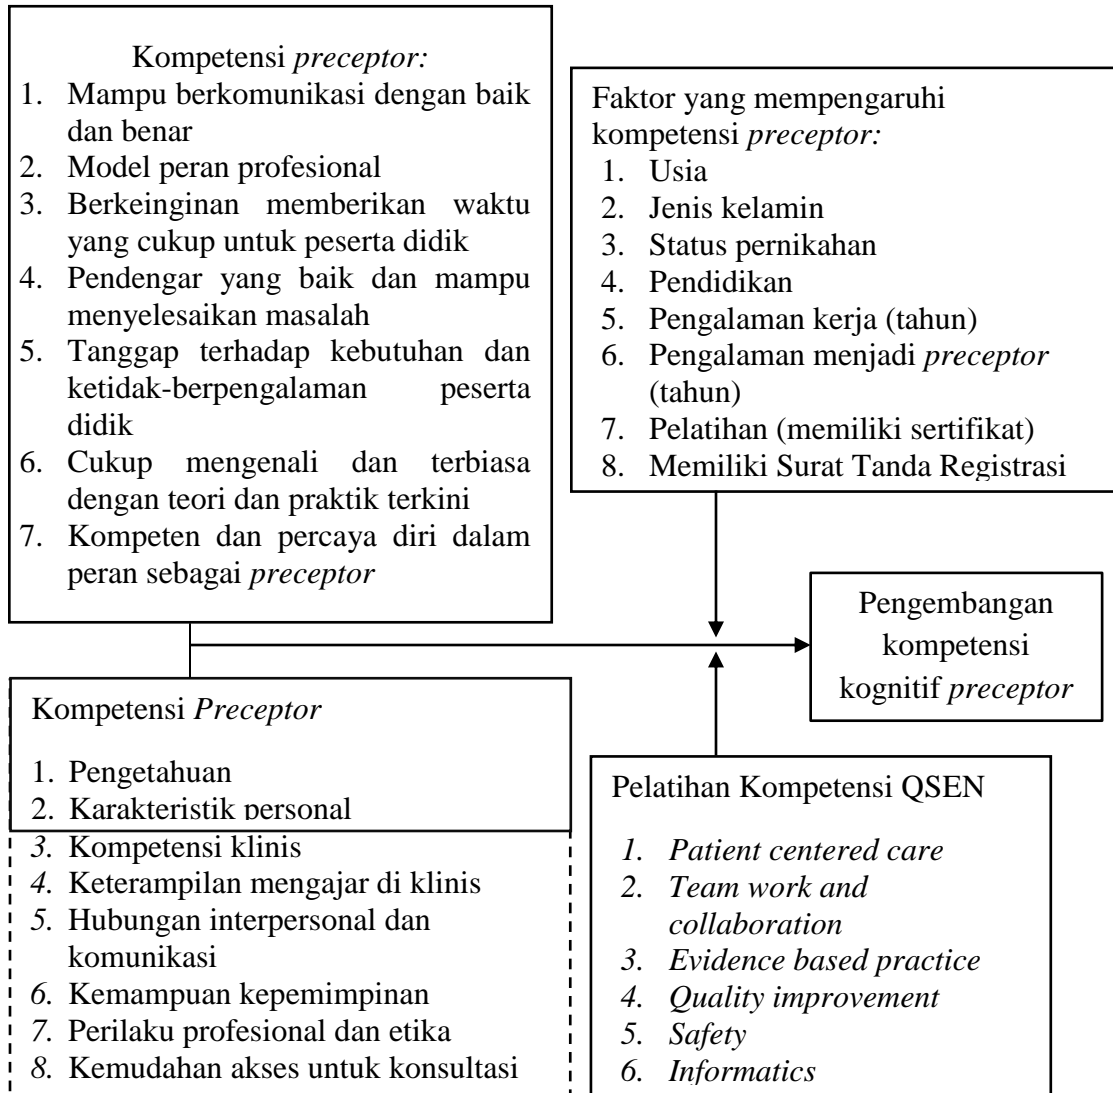 Kompetensi preceptor:
1. Mampu berkomunikasi dengan baik
dan benar
2. Model peran profesional
3. Berkeinginan memberikan waktu
yang cukup untuk peserta didik
4. Pendengar yang baik dan mampu
menyelesaikan masalah
5. Tanggap terhadap kebutuhan dan
ketidak-berpengalaman peserta
didik
6. Cukup mengenali dan terbiasa
dengan teori dan praktik terkini
7. Kompeten dan percaya diri dalam
peran sebagai preceptor
Faktor yang mempengaruhi
kompetensi preceptor:
1. Usia
2. Jenis kelamin
3. Status pernikahan
4. Pendidikan
5. Pengalaman kerja (tahun)
6. Pengalaman menjadi preceptor
(tahun)
7. Pelatihan (memiliki sertifikat)
8. Memiliki Surat Tanda Registrasi
Pengembangan
kompetensi
kognitif preceptor
Kompetensi Preceptor
1. Pengetahuan
2. Karakteristik personal
3. Kompetensi klinis
4. Keterampilan mengajar di klinis
5. Hubungan interpersonal dan
komunikasi
6. Kemampuan kepemimpinan
7. Perilaku profesional dan etika
8. Kemudahan akses untuk konsultasi
Pelatihan Kompetensi QSEN
1. Patient centered care
2. Team work and
collaboration
3. Evidence based practice
4. Quality improvement
5. Safety
6. Informatics